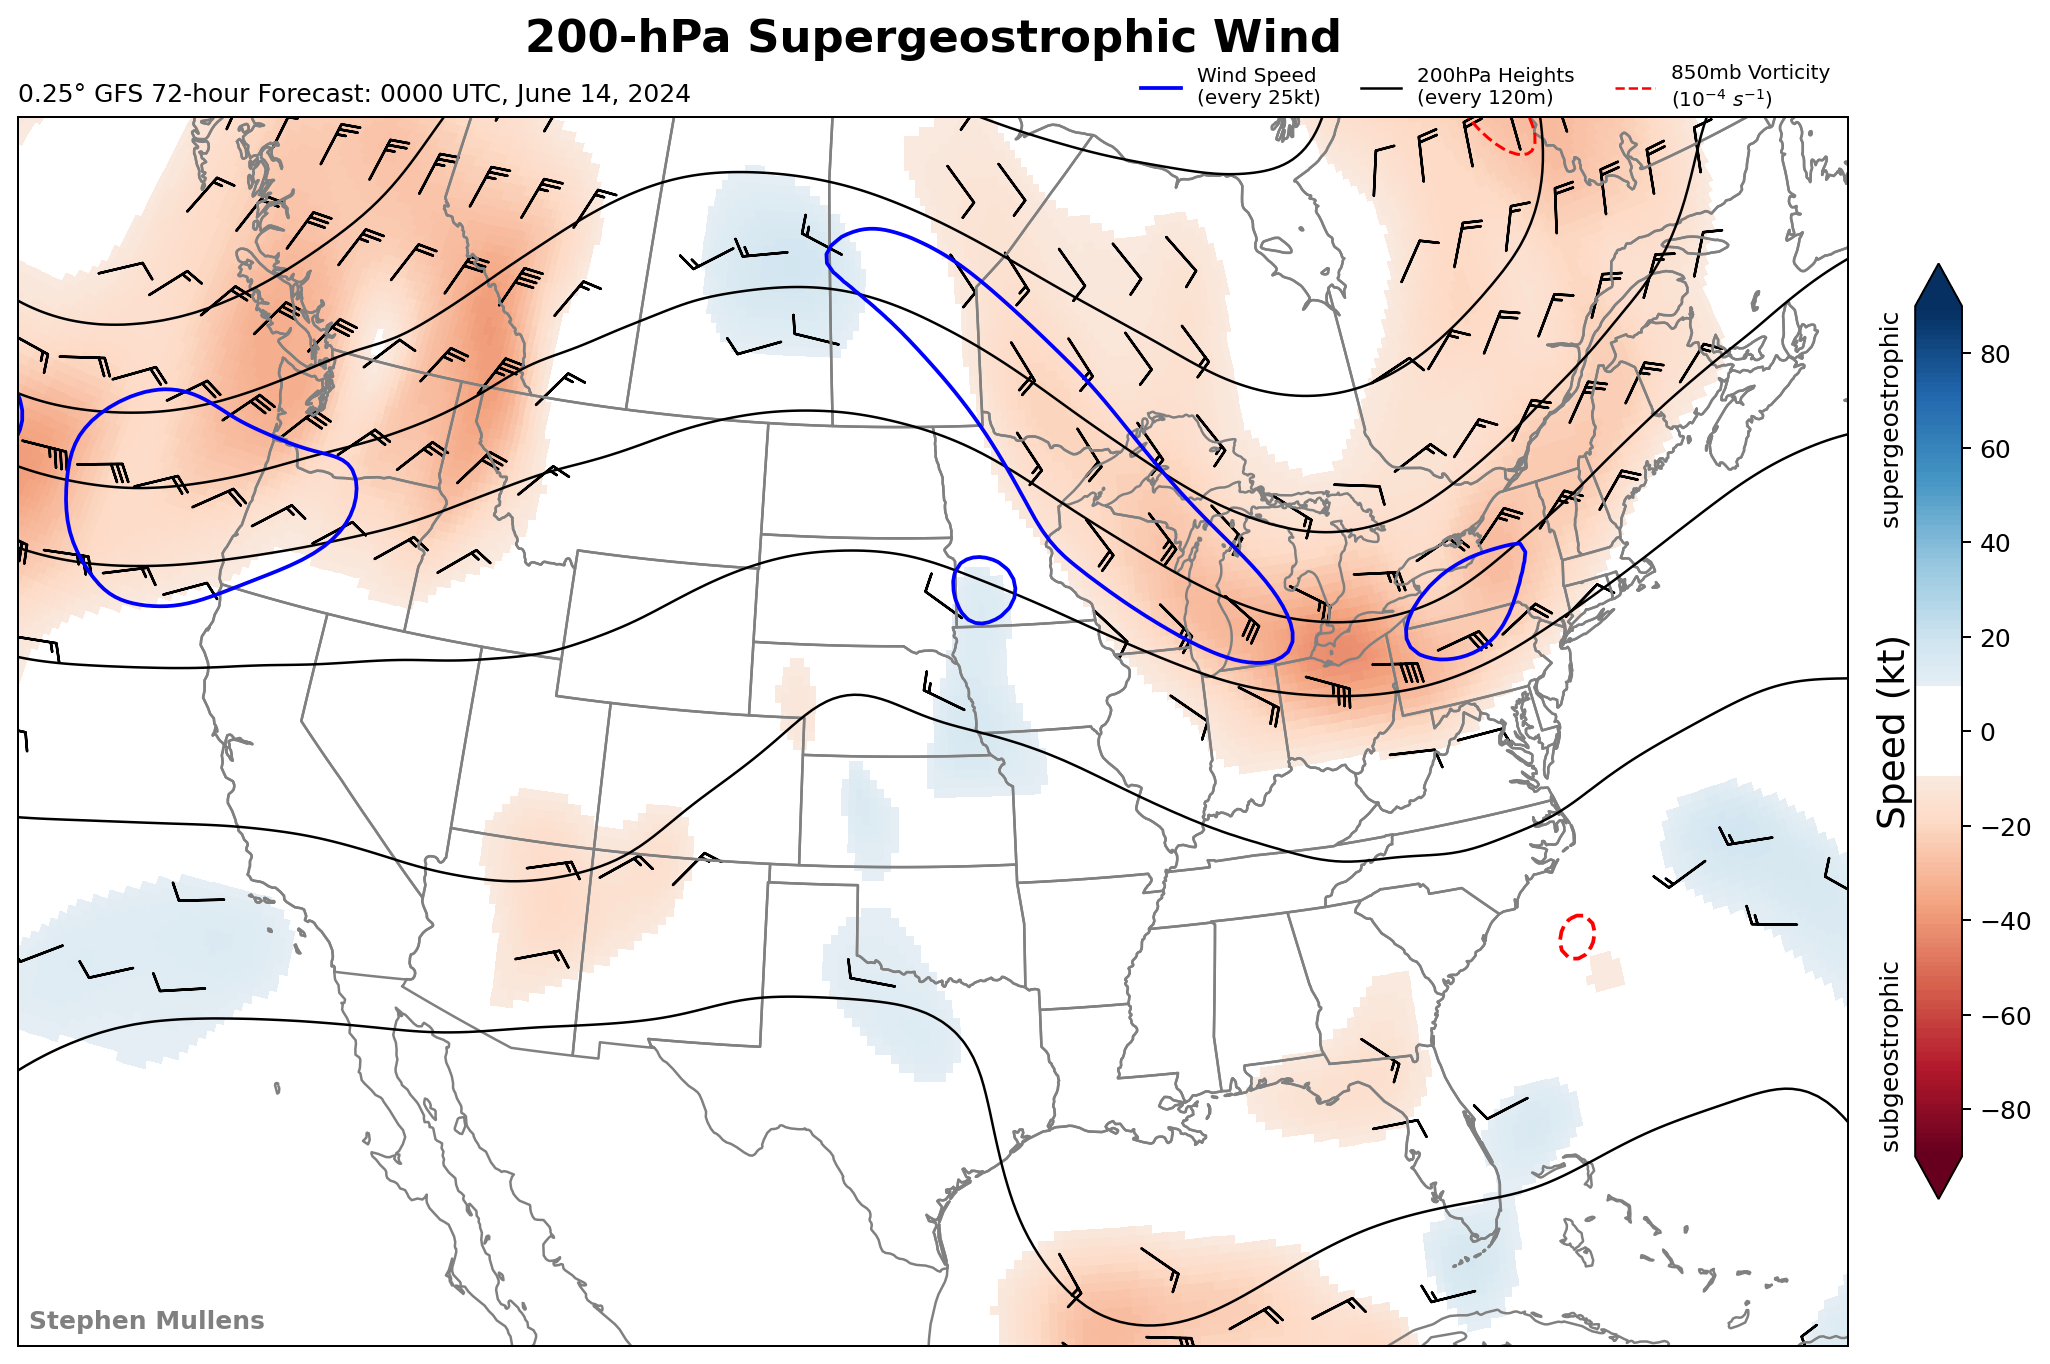 200-hPa Supergeostrophic Wind
0.25° GFS 72-hour Forecast: 0000 UTC, June 14, 2024
Wind Speed
(every 25kt)
200hPa Heights
(every 120m)
850mb Vorticity
(10⁻⁴ s⁻¹)
supergeostrophic
Speed (kt)
subgeostrophic
80
60
40
20
0
−20
−40
−60
−80
Stephen Mullens